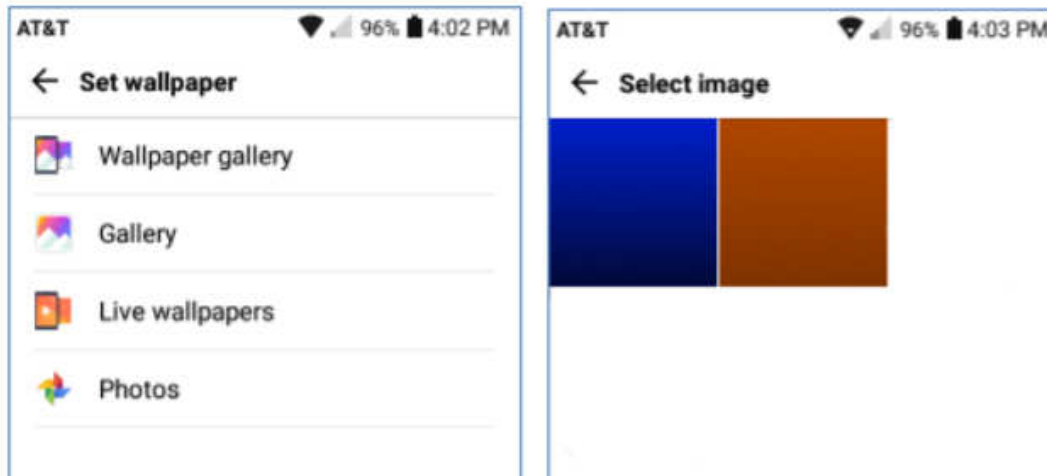 AT&T 96% 4:02 PM
Set wallpaper
Wallpaper gallery
Gallery
Live wallpapers
Photos
AT&T 96% 4:03 PM
Select image